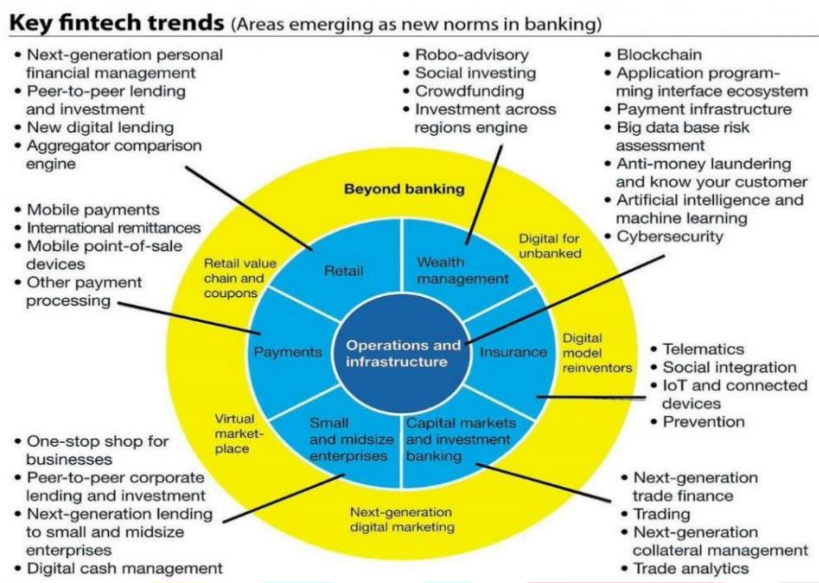 Key fintech trends (Areas emerging as new norms in banking)
• Next-generation personal
financial management
• Peer-to-peer lending
and investment
• New digital lending
• Aggregator comparison
engine
• Robo-advisory
• Social investing
• Crowdfunding
• Investment across
regions engine
• Blockchain
• Application program-
ming interface ecosystem
• Payment infrastructure
• Big data base risk
assessment
• Anti-money laundering
and know your customer
• Artificial intelligence and
machine learning
• Cybersecurity
• Mobile payments
• International remittances
• Mobile point-of-sale
devices
• Other payment
processing
Beyond banking
Retail value
chain and
coupons
Retail
Wealth
management
Digital for
unbanked
Payments
Operations and
infrastructure
Insurance
Digital
model
reinventors
Virtual
market-
place
Small
and midsize
enterprises
Capital markets
and investment
banking
Next-generation
digital marketing
• Telematics
• Social integration
• IoT and connected
devices
• Prevention
• One-stop shop for
businesses
• Peer-to-peer corporate
lending and investment
• Next-generation lending
to small and midsize
enterprises
• Digital cash management
• Next-generation
trade finance
• Trading
• Next-generation
collateral management
• Trade analytics